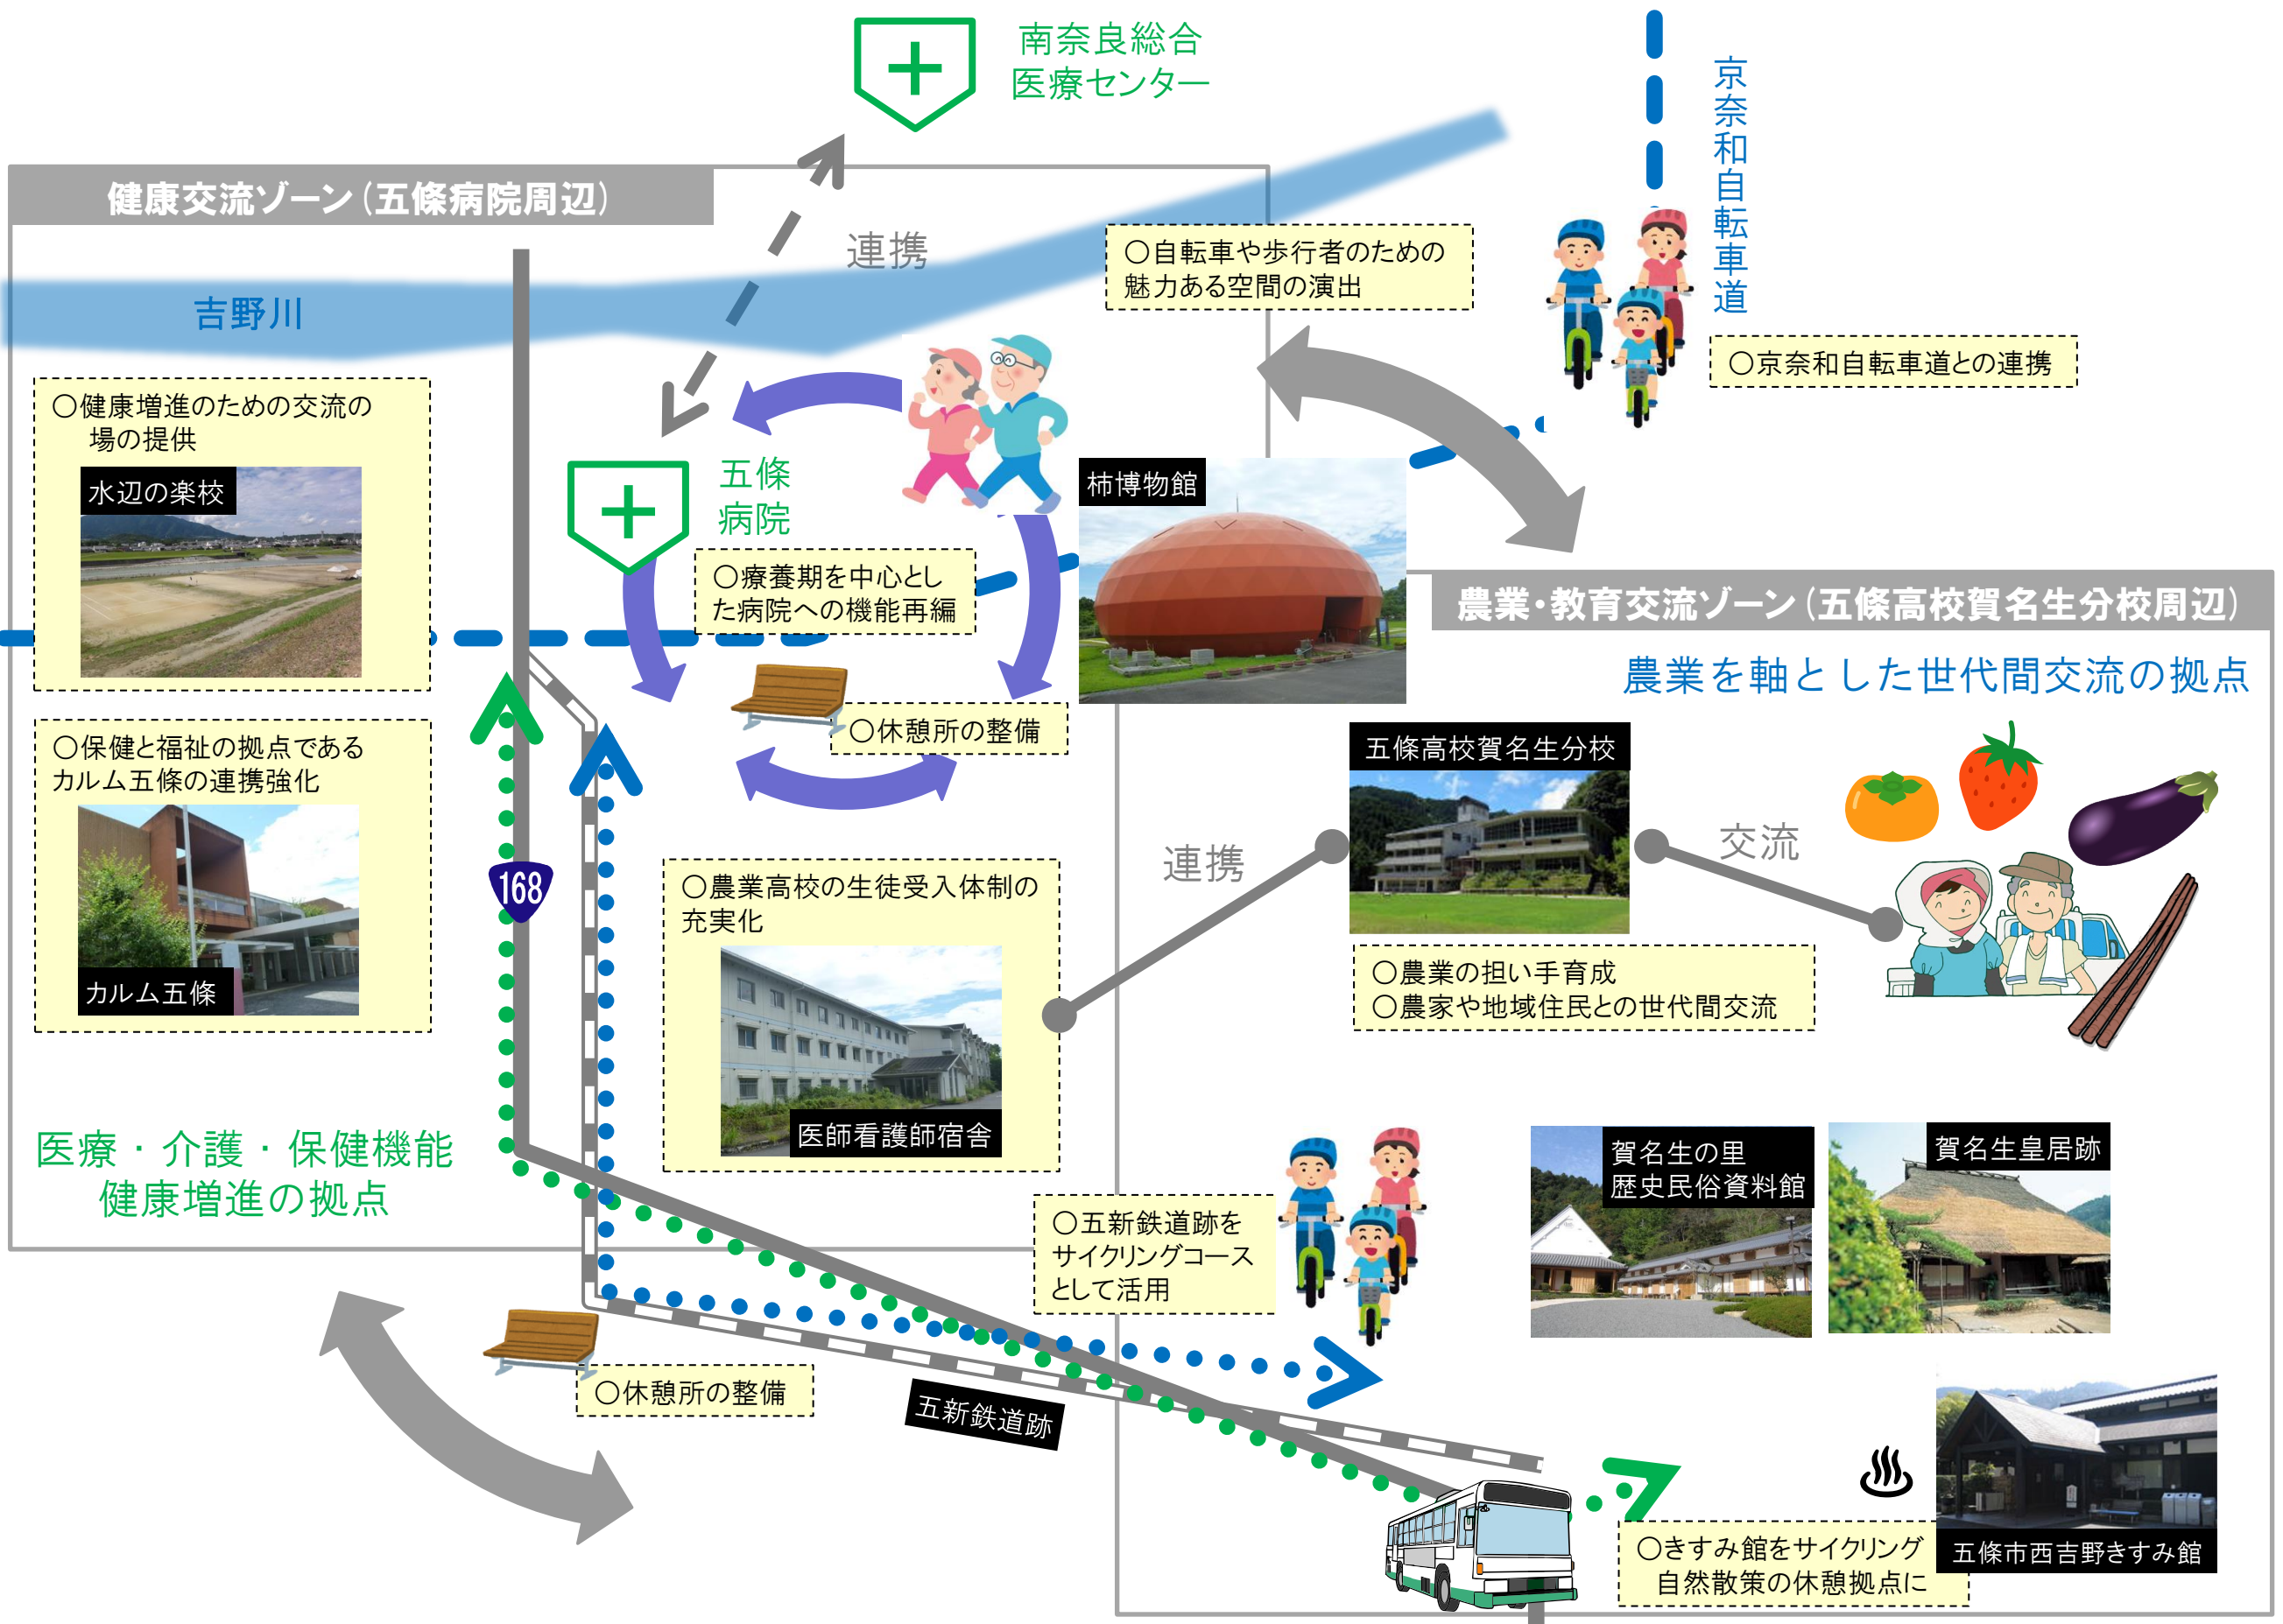 南奈良総合
医療センター
京奈和自転車道
健康交流ゾーン(五條病院周辺)
連携
〇自転車や歩行者のための
魅力ある空間の演出
吉野川
〇京奈和自転車道との連携
〇健康増進のための交流の
場の提供
水辺の楽校
五條
病院
柿博物館
〇療養期を中心とし
た病院への機能再編
農業・教育交流ゾーン(五條高校賀名生分校周辺)
農業を軸とした世代間交流の拠点
〇休憩所の整備
〇保健と福祉の拠点である
カルム五條の連携強化
カルム五條
168
五條高校賀名生分校
連携
交流
〇農業高校の生徒受入体制の
充実化
医師看護師宿舎
〇農業の担い手育成
〇農家や地域住民との世代間交流
医療・介護・保健機能
健康増進の拠点
賀名生の里
歴史民俗資料館
賀名生皇居跡
〇五新鉄道跡を
サイクリングコース
として活用
〇休憩所の整備
五新鉄道跡
〇きすみ館をサイクリング
自然散策の休憩拠点に
五條市西吉野きすみ館